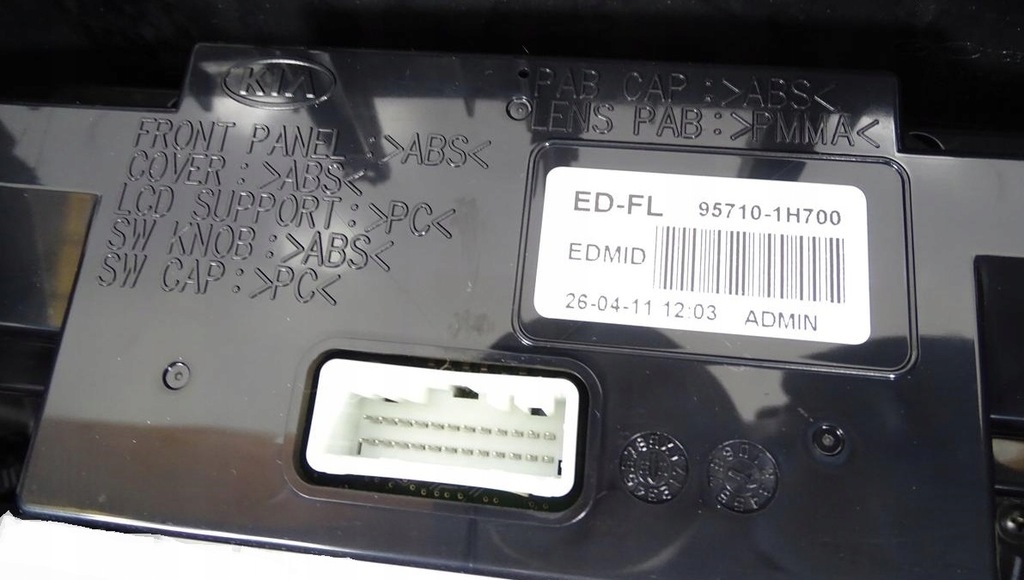 KIA
FRONT PANEL : >ABS<
COVER : >ABS<
LCD SUPPORT : >PC<
SW KNOB : >ABS<
SW CAP : >PC<
PAB CAP : >ABS<
LENS PAB : >PMMA<
ED-FL 95710-1H700
EDMID
26-04-11 12:03 ADMIN